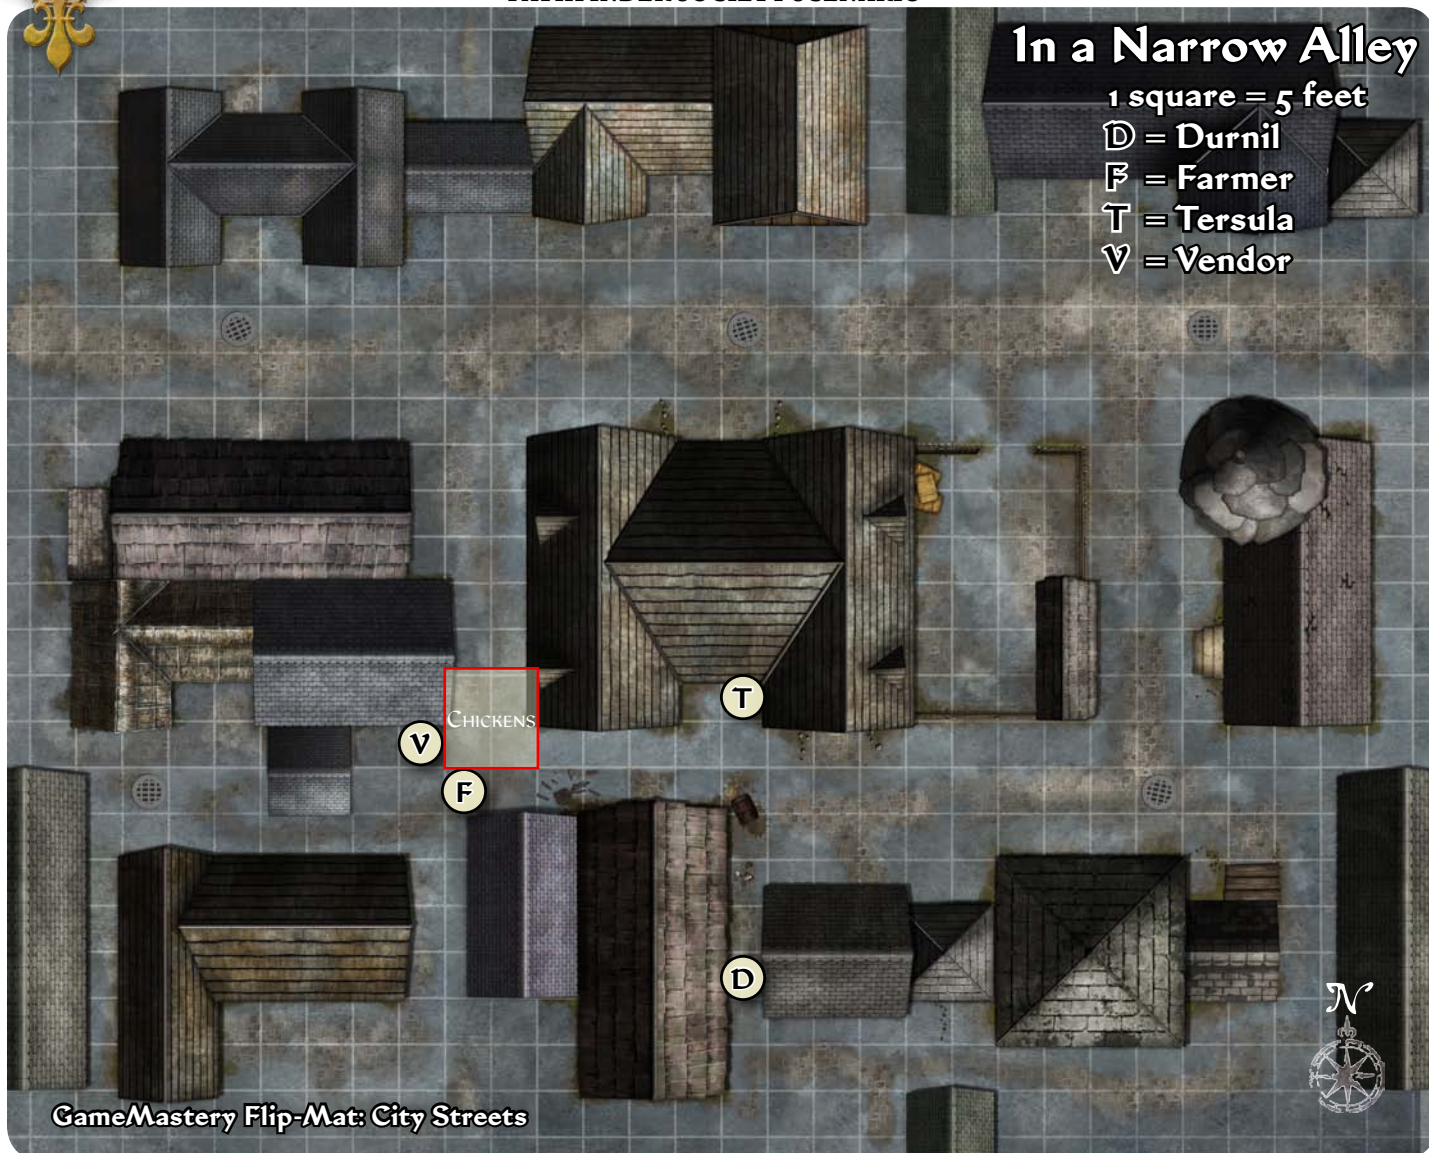 In a Narrow Alley
1 square = 5 feet
D = Durnil
F = Farmer
T = Tersula
V = Vendor
Chickens
T
V
F
D
N
GameMastery Flip-Mat: City Streets